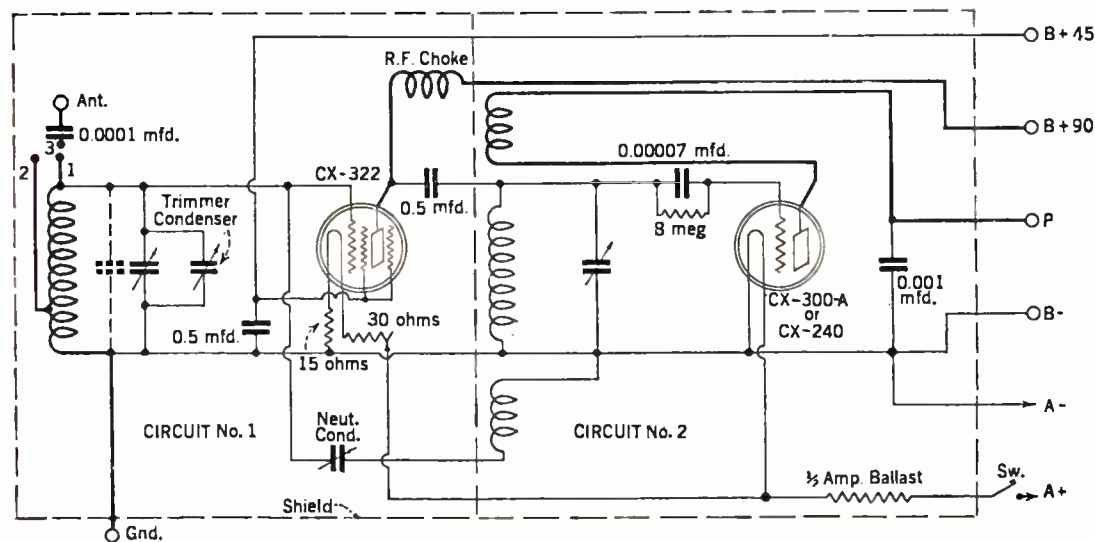 B+45
R.F. Choke
Ant.
0.0001 mfd.
B+90
3
2
1
0.00007 mfd.
CX-322
Trimmer
Condenser
0.5 mfd.
8 meg
P
CX-300-A
or
CX-240
0.001
mfd.
0.5 mfd.
30 ohms
15 ohms
B-
Neut.
Cond.
CIRCUIT No. 1
CIRCUIT No. 2
A-
½ Amp. Ballast
Sw.
A+
Shield
Gnd.